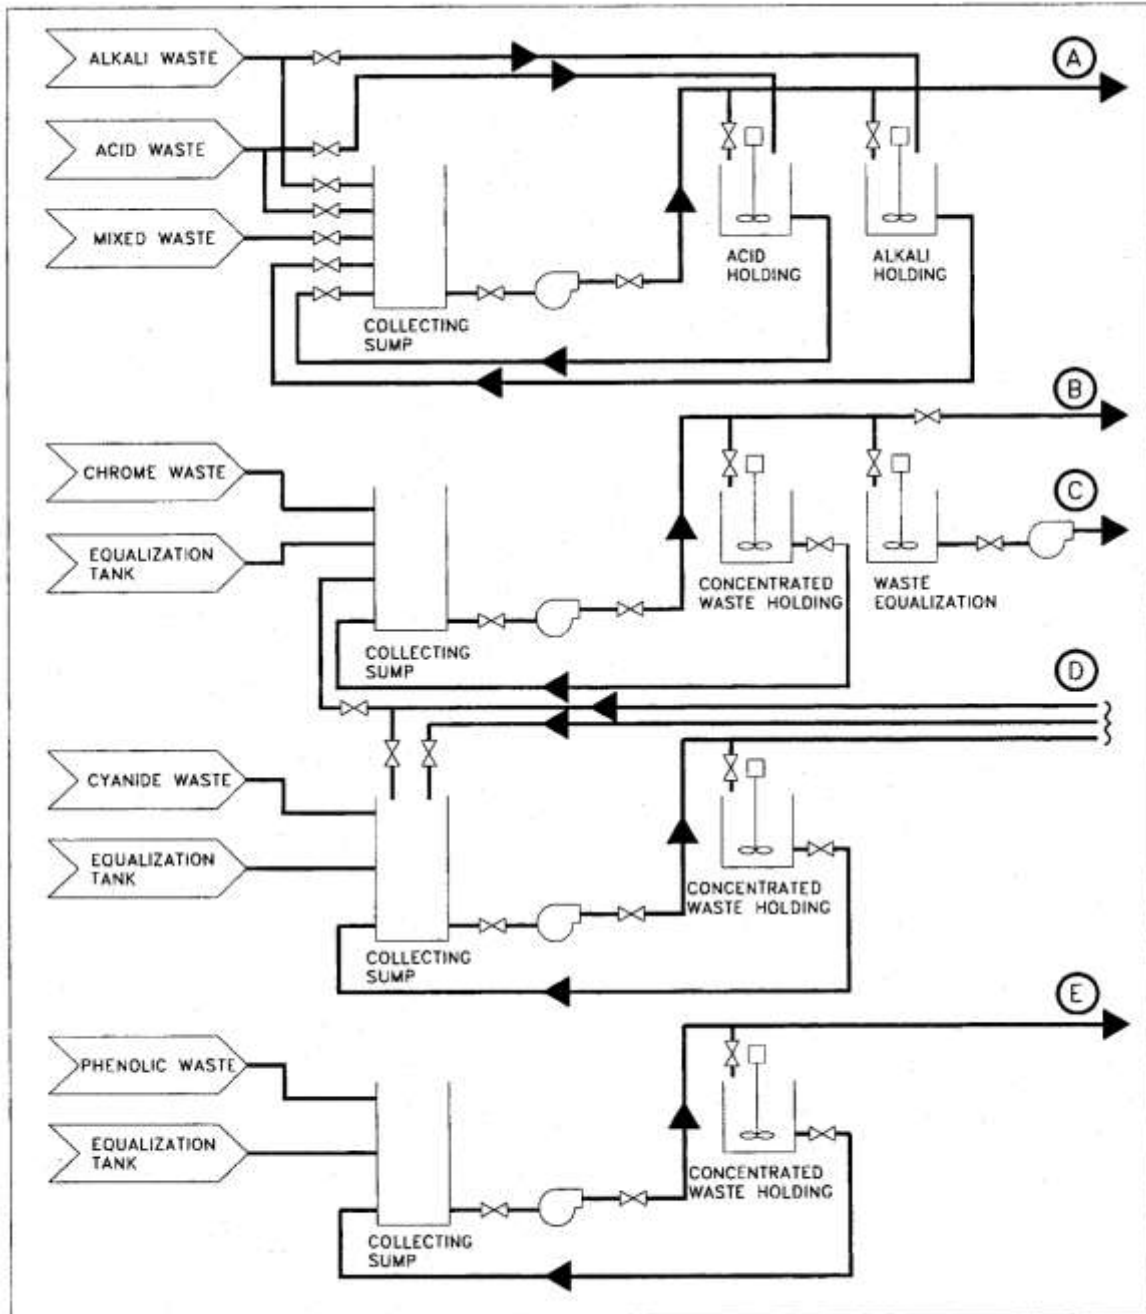 ALKALI WASTE
A
ACID WASTE
MIXED WASTE
ACID
HOLDING
ALKALI
HOLDING
COLLECTING
SUMP
B
CHROME WASTE
C
EQUALIZATION
TANK
CONCENTRATED
WASTE HOLDING
WASTE
EQUALIZATION
COLLECTING
SUMP
D
CYANIDE WASTE
EQUALIZATION
TANK
CONCENTRATED
WASTE HOLDING
COLLECTING
SUMP
E
PHENOLIC WASTE
EQUALIZATION
TANK
CONCENTRATED
WASTE HOLDING
COLLECTING
SUMP